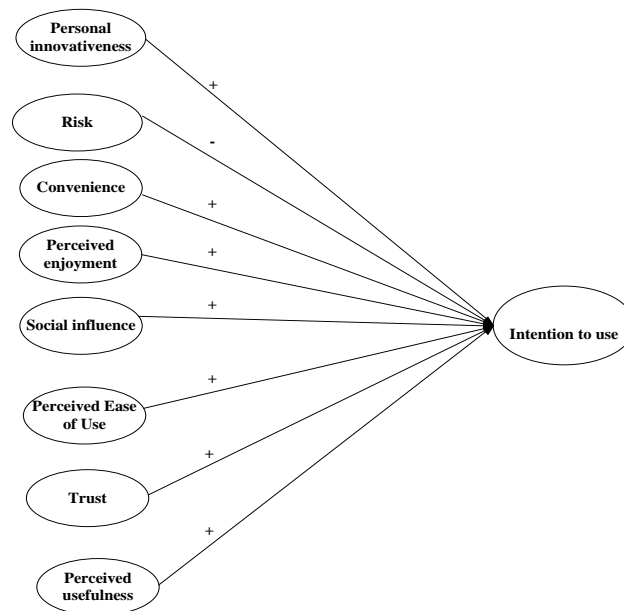 Personal
innovativeness
+
Risk
-
Convenience
+
Perceived
enjoyment
+
Social influence
+
Intention to use
Perceived Ease
of Use
+
Trust
+
Perceived
usefulness
+